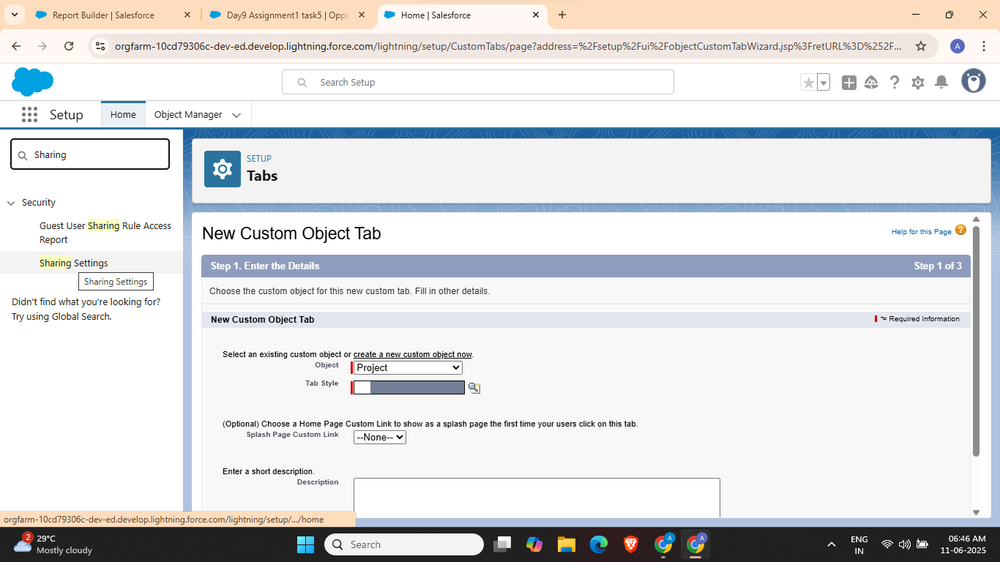 Report Builder | Salesforce
Day9 Assignment1 task5 | Oppo
Home | Salesforce
orgfarm-10cd79306c-dev-ed.develop.lightning.force.com/lightning/setup/CustomTabs/page?address=%2Fsetup%2Fui%2FobjectCustomTabWizard.jsp%3FretURL%3D%252F...
A
Search Setup
Setup
Home
Object Manager
Sharing
Security
Guest User Sharing Rule Access
Report
Sharing Settings
Sharing Settings
Didn't find what you're looking for?
Try using Global Search.
SETUP
Tabs
New Custom Object Tab
Help for this Page ?
Step 1. Enter the Details
Step 1 of 3
Choose the custom object for this new custom tab. Fill in other details.
New Custom Object Tab
= Required Information
Select an existing custom object or create a new custom object now.
Object
Project
Tab Style
(Optional) Choose a Home Page Custom Link to show as a splash page the first time your users click on this tab.
Splash Page Custom Link
--None--
Enter a short description.
Description
orgfarm-10cd79306c-dev-ed.develop.lightning.force.com/lightning/setup/.../home
2
29°C
Mostly cloudy
Search
A
A
ENG
IN
06:46 AM
11-06-2025